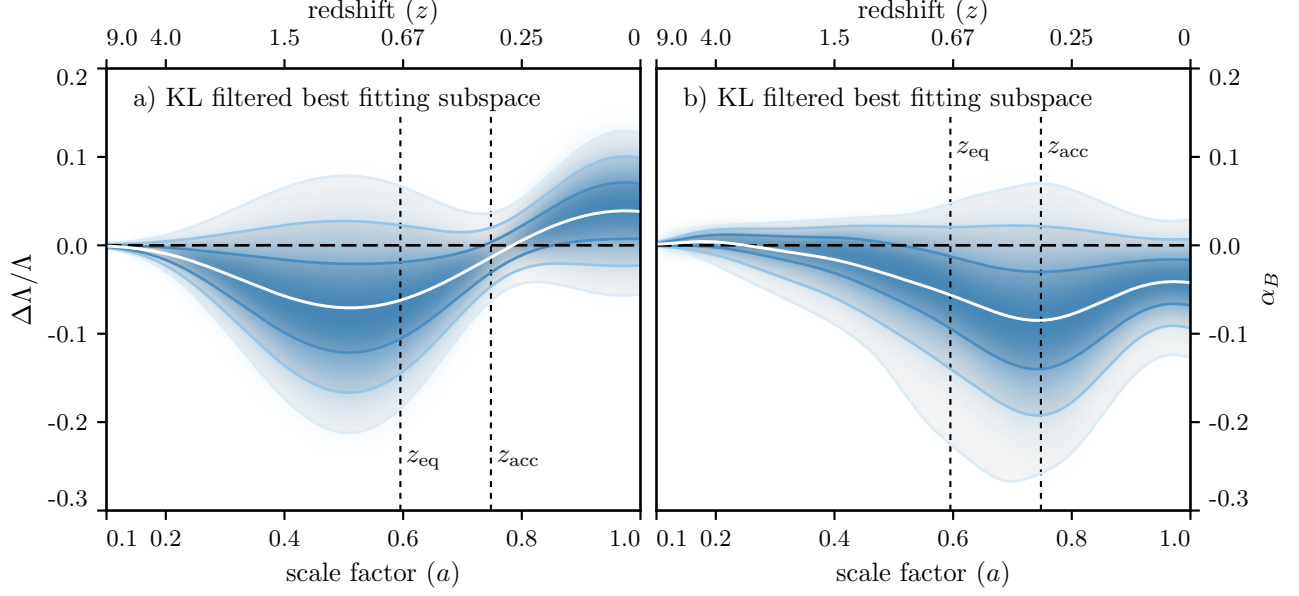 redshift (z)
redshift (z)
9.0 4.0 1.5 0.67 0.25 0
9.0 4.0 1.5 0.67 0.25 0
a) KL filtered best fitting subspace
b) KL filtered best fitting subspace
0.2
0.1
0.0
-0.1
-0.2
-0.3
ΔΛ/Λ
z_eq
z_acc
z_eq
z_acc
0.2
0.1
0.0
-0.1
-0.2
-0.3
α_B
0.1 0.2 0.4 0.6 0.8 1.0
0.1 0.2 0.4 0.6 0.8 1.0
scale factor (a)
scale factor (a)